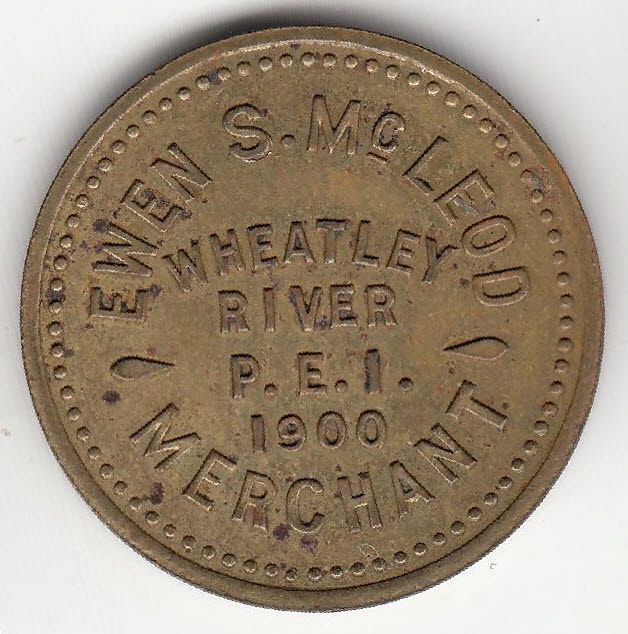 EWEN S. McLEOD
WHEATLEY
RIVER
P.E.I.
1900
MERCHANT